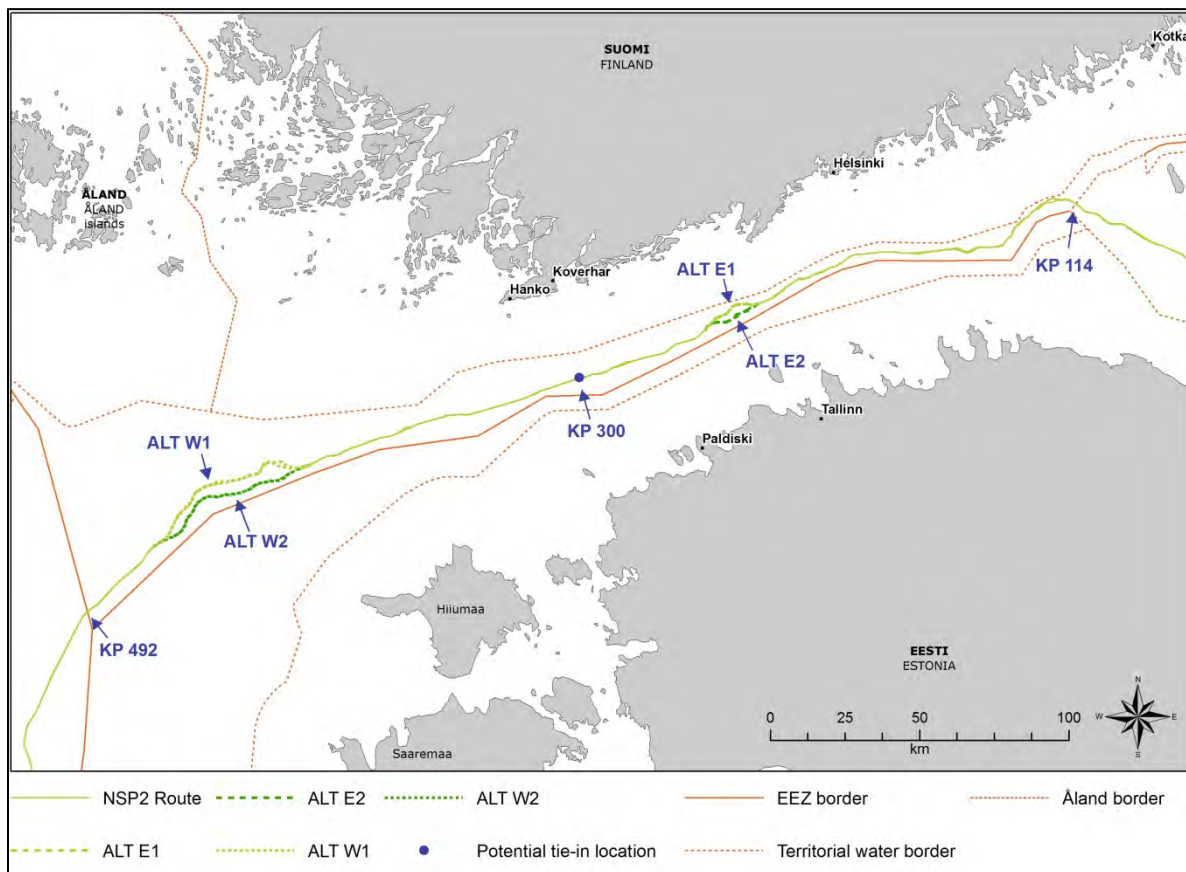 Kotka
SUOMI
FINLAND
Helsinki
ÅLAND
ÅLAND
islands
Koverhar
Hanko
ALT E1
KP 114
ALT E2
Tallinn
KP 300
Paldiski
ALT W1
ALT W2
Hiiumaa
KP 492
EESTI
ESTONIA
N
W E
S
0 25 50 100
km
Saaremaa
NSP2 Route ALT E2 ALT W2 EEZ border Åland border
ALT E1 ALT W1 Potential tie-in location Territorial water border